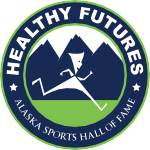 HEALTHY FUTURES
ALASKA SPORTS HALL OF FAME